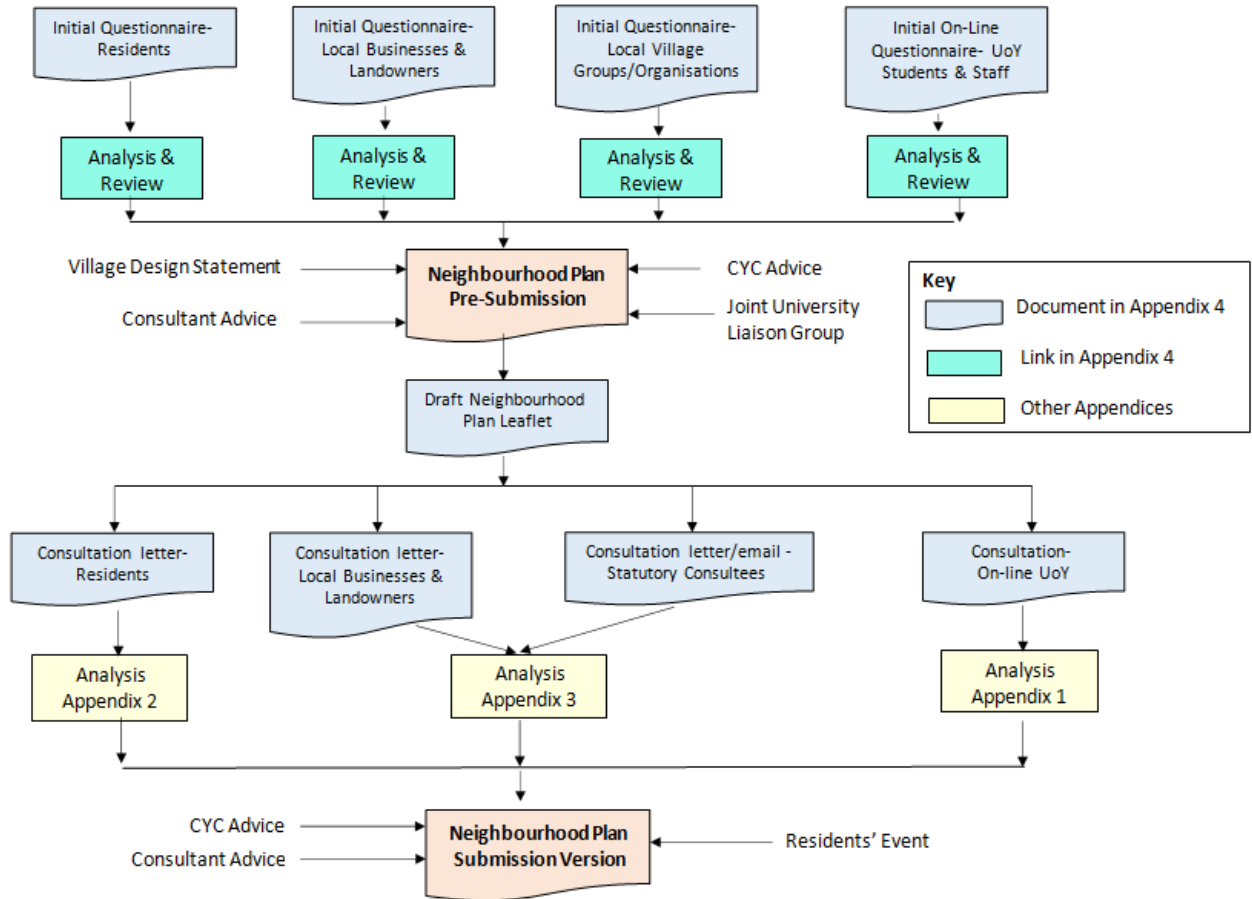 Initial Questionnaire-
Residents
Initial Questionnaire-
Local Businesses &
Landowners
Initial Questionnaire-
Local Village
Groups/Organisations
Initial On-Line
Questionnaire- UoY
Students & Staff
Analysis &
Review
Analysis &
Review
Analysis &
Review
Analysis &
Review
Village Design Statement
Consultant Advice
Neighbourhood Plan
Pre-Submission
CYC Advice
Joint University
Liaison Group
Key
Document in Appendix 4
Link in Appendix 4
Other Appendices
Draft Neighbourhood
Plan Leaflet
Consultation letter-
Residents
Consultation letter-
Local Businesses &
Landowners
Consultation letter/email -
Statutory Consultees
Consultation-
On-line UoY
Analysis
Appendix 2
Analysis
Appendix 3
Analysis
Appendix 1
CYC Advice
Consultant Advice
Neighbourhood Plan
Submission Version
Residents’ Event